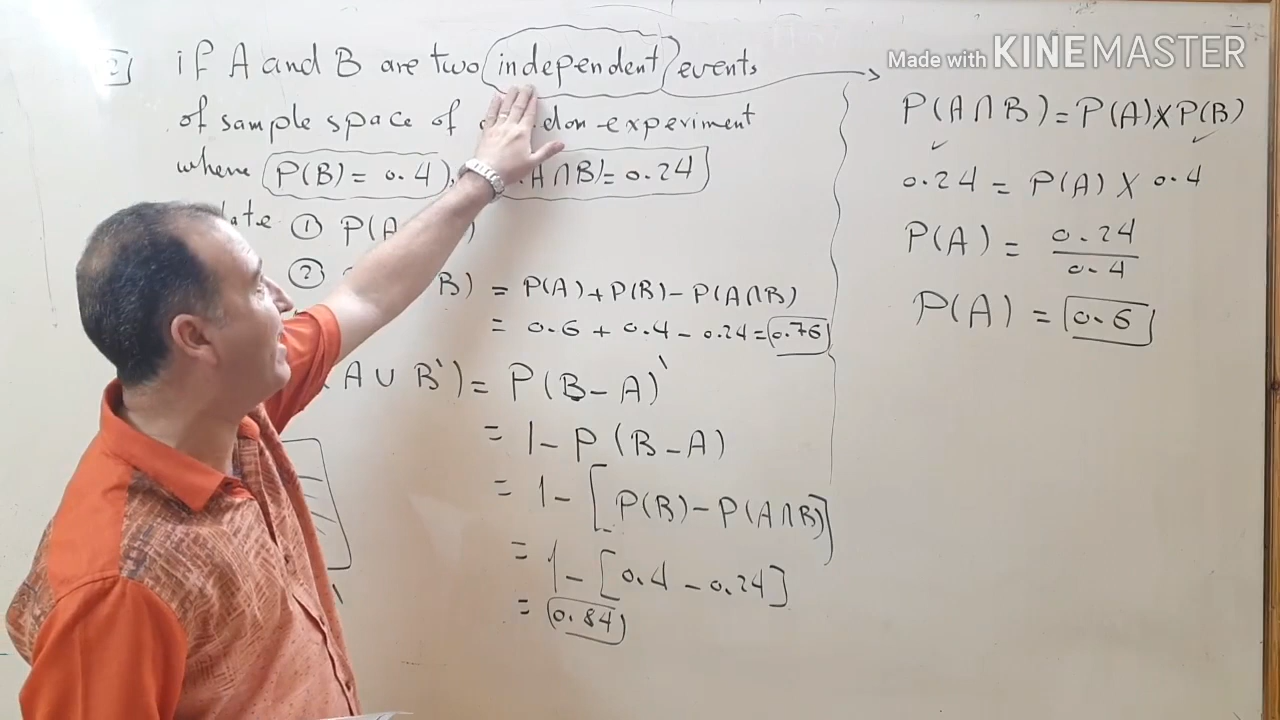 2] if A and B are two independent events
of sample space of experiment
where P(B) = 0.4, A∩B) = 0.24
① P(A
② B) = P(A) + P(B) - P(A∩B)
= 0.6 + 0.4 - 0.24 = 0.76
A ∪ B`) = P(B - A)`
= 1 - P(B - A)
= 1 - [P(B) - P(A∩B)]
= 1 - [0.4 - 0.24]
= 0.84
Made with KINEMASTER
P(A∩B) = P(A) × P(B)
0.24 = P(A) × 0.4
P(A) = 0.24
0.4
P(A) = 0.6